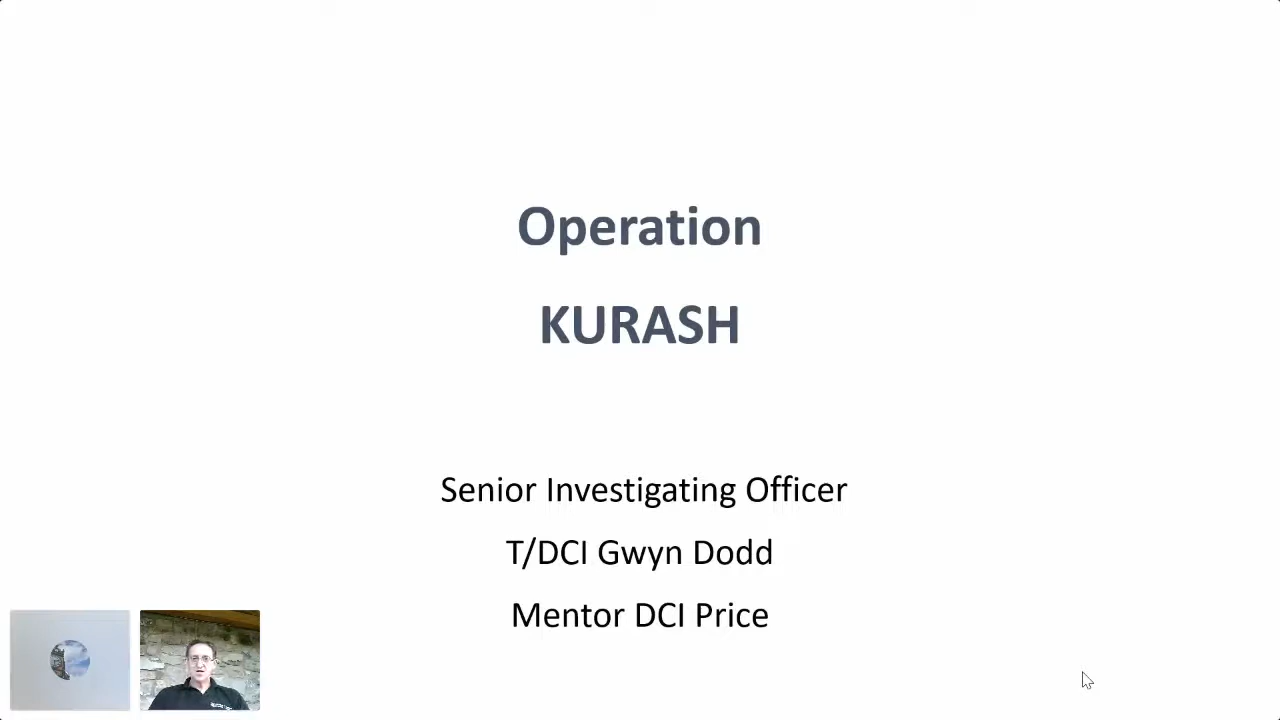 Operation
KURASH
Senior Investigating Officer
T/DCI Gwyn Dodd
Mentor DCI Price